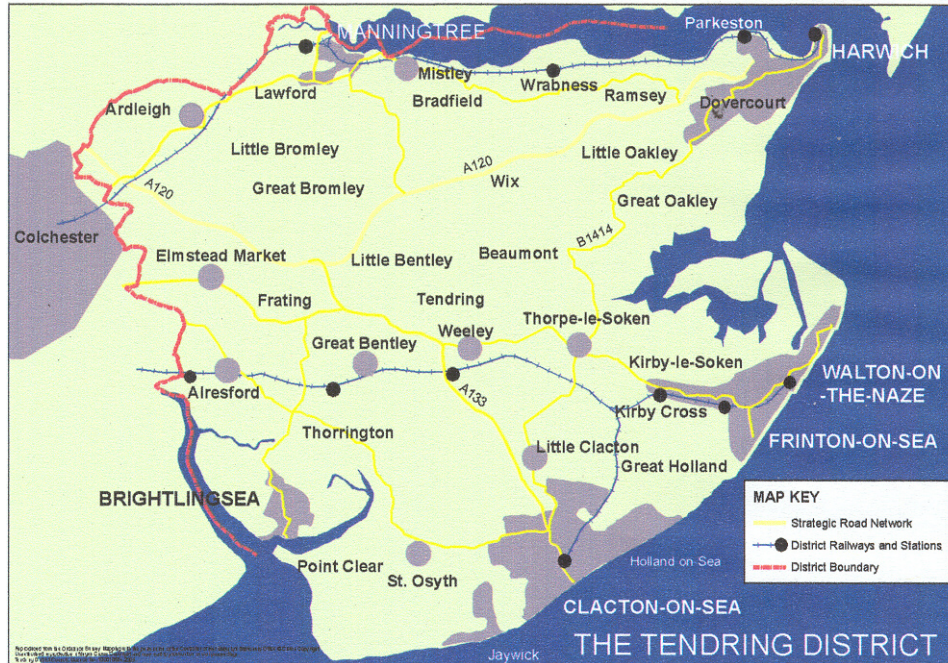 Parkeston
MANNINGTREE
HARWICH
Mistley
Wrabness
Lawford
Bradfield
Ramsey
Dovercourt
Ardleigh
Little Bromley
Little Oakley
A120
Wix
Great Bromley
A120
Great Oakley
Colchester
B1414
Elmstead Market
Little Bentley
Beaumont
Frating
Tendring
Thorpe-le-Soken
Great Bentley
Weeley
Kirby-le-Soken
WALTON-ON
-THE-NAZE
Alresford
A133
Kirby Cross
Thorrington
FRINTON-ON-SEA
Little Clacton
Great Holland
BRIGHTLINGSEA
MAP KEY
Strategic Road Network
District Railways and Stations
District Boundary
Holland on Sea
Point Clear
St. Osyth
CLACTON-ON-SEA
THE TENDRING DISTRICT
Jaywick